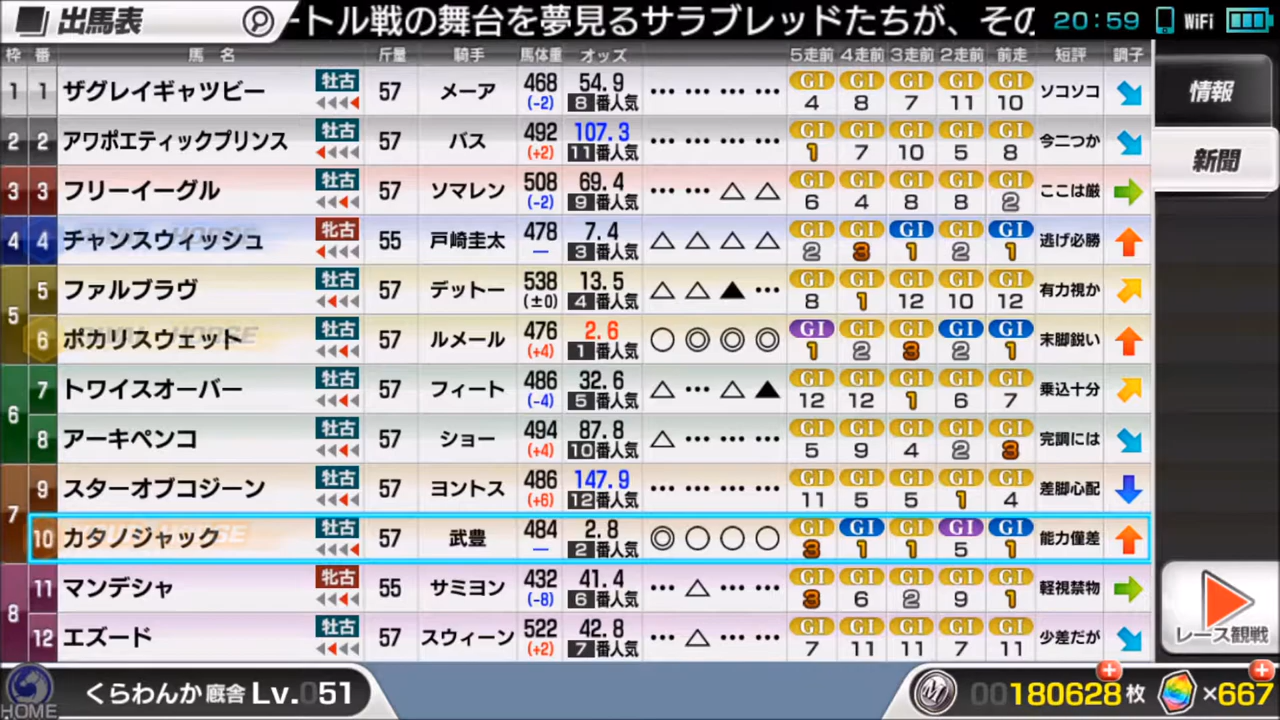 出馬表 ートル戦の舞台を夢見るサラブレッドたちが、その 20:59 WiFi
枠 番 馬名 斤量 騎手 馬体重 オッズ 5走前 4走前 3走前 2走前 前走 短評 調子
1 1 ザグレイギャツビー 牡古 57 メーア 468 (-2) 54.9 8番人気 … … … … GI 4 GI 8 GI 7 GI 11 GI 10 ソコソコ
2 2 アワポエティックプリンス 牡古 57 バス 492 (+2) 107.3 11番人気 … … … … GI 1 GI 7 GI 10 GI 5 GI 8 今二つか
3 3 フリーイーグル 牡古 57 ソマレン 508 (-2) 69.4 9番人気 … … △ △ GI 6 GI 4 GI 8 GI 8 GI 2 ここは厳
4 4 チャンスウィッシュ 牝古 55 戸崎圭太 478 — 7.4 3番人気 △ △ △ △ GI 2 GI 3 GI 1 GI 2 GI 1 逃げ必勝
5 5 ファルブラヴ 牡古 57 デットー 538 (±0) 13.5 4番人気 △ △ ▲ … GI 8 GI 1 GI 12 GI 10 GI 12 有力視か
6 ポカリスウェット 牡古 57 ルメール 476 (+4) 2.6 1番人気 ○ ◎ ◎ ◎ GI 1 GI 2 GI 3 GI 2 GI 1 末脚鋭い
6 7 トワイスオーバー 牡古 57 フィート 486 (-4) 32.6 5番人気 △ … △ ▲ GI 12 GI 12 GI 1 GI 6 GI 7 乗込十分
8 アーキペンコ 牡古 57 ショー 494 (+4) 87.8 10番人気 △ … … … GI 5 GI 9 GI 4 GI 2 GI 3 完調には
7 9 スターオブコジーン 牡古 57 ヨントス 486 (+6) 147.9 12番人気 … … … … GI 11 GI 5 GI 5 GI 1 GI 4 差脚心配
10 カタノジャック 牡古 57 武豊 484 — 2.8 2番人気 ◎ ○ ○ ○ GI 3 GI 1 GI 1 GI 5 GI 1 能力僅差
8 11 マンデシャ 牝古 55 サミヨン 432 (-8) 41.4 6番人気 … △ … … GI 3 GI 6 GI 2 GI 9 GI 1 軽視禁物
12 エズード 牡古 57 スウィーン 522 (+2) 42.8 7番人気 … △ … … GI 7 GI 11 GI 11 GI 7 GI 11 少差だが
情報
新聞
レース観戦
HOME くらわんか 厩舎 Lv.051 M 00180628枚 ×667